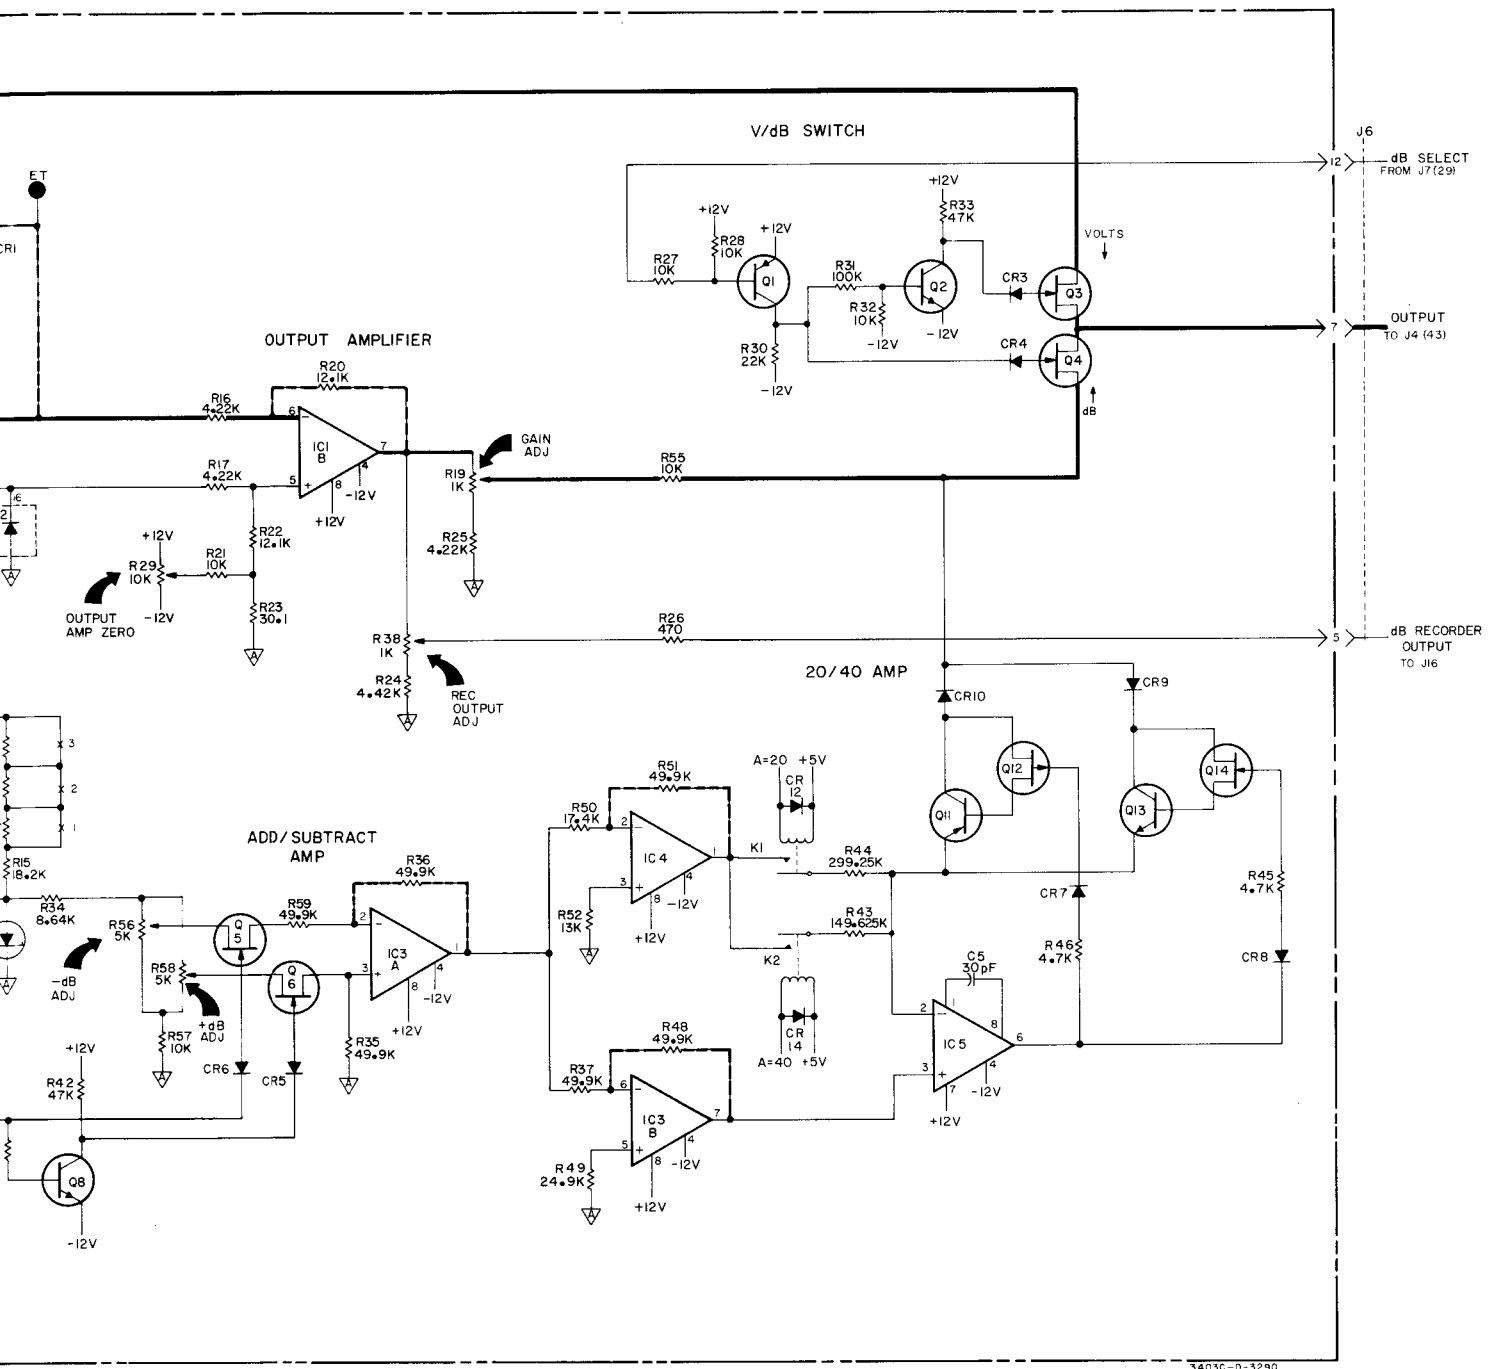 V/dB SWITCH
J6
12
dB SELECT
FROM J7(29)
ET
CR1
+12V
R33
47K
+12V
R28
10K
+12V
R27
10K
Q1
R31
100K
Q2
R32
10K
-12V
-12V
R30
22K
-12V
VOLTS
CR3
Q3
CR4
Q4
dB
7
OUTPUT
TO J4 (43)
OUTPUT AMPLIFIER
R20
12.1K
R16
4.22K
6
-
IC1
B
7
4
-12V
R17
4.22K
5
+
8
+12V
GAIN
ADJ
R19
1K
R55
10K
R25
4.22K
A
6
2
A
+12V
R29
10K
-12V
R21
10K
R22
12.1K
R23
30.1
A
OUTPUT
AMP ZERO
R38
1K
R24
4.42K
A
REC
OUTPUT
ADJ
R26
470
5
dB RECORDER
OUTPUT
TO J16
20/40 AMP
CR10
CR9
Q12
Q14
Q11
Q13
3
2
1
R15
18.2K
R34
8.64K
R56
5K
-dB
ADJ
R58
5K
+dB
ADJ
R57
10K
A
A
Q
5
Q
6
CR6
CR5
ADD/SUBTRACT
AMP
R36
49.9K
R59
49.9K
2
-
IC3
A
1
4
-12V
3
+
8
+12V
R35
49.9K
A
R51
49.9K
R50
17.4K
2
-
IC4
1
4
-12V
3
+
8
+12V
R52
13K
A
A=20 +5V
CR
12
K1
R44
299.25K
R43
149.625K
K2
CR
14
A=40 +5V
CR7
R46
4.7K
R45
4.7K
CR8
C5
30pF
1
8
2
-
IC5
6
4
-12V
3
+
7
+12V
R48
49.9K
R37
49.9K
6
-
IC3
B
7
4
-12V
5
+
8
+12V
R49
24.9K
A
+12V
R42
47K
Q8
-12V
3403C-D-3290